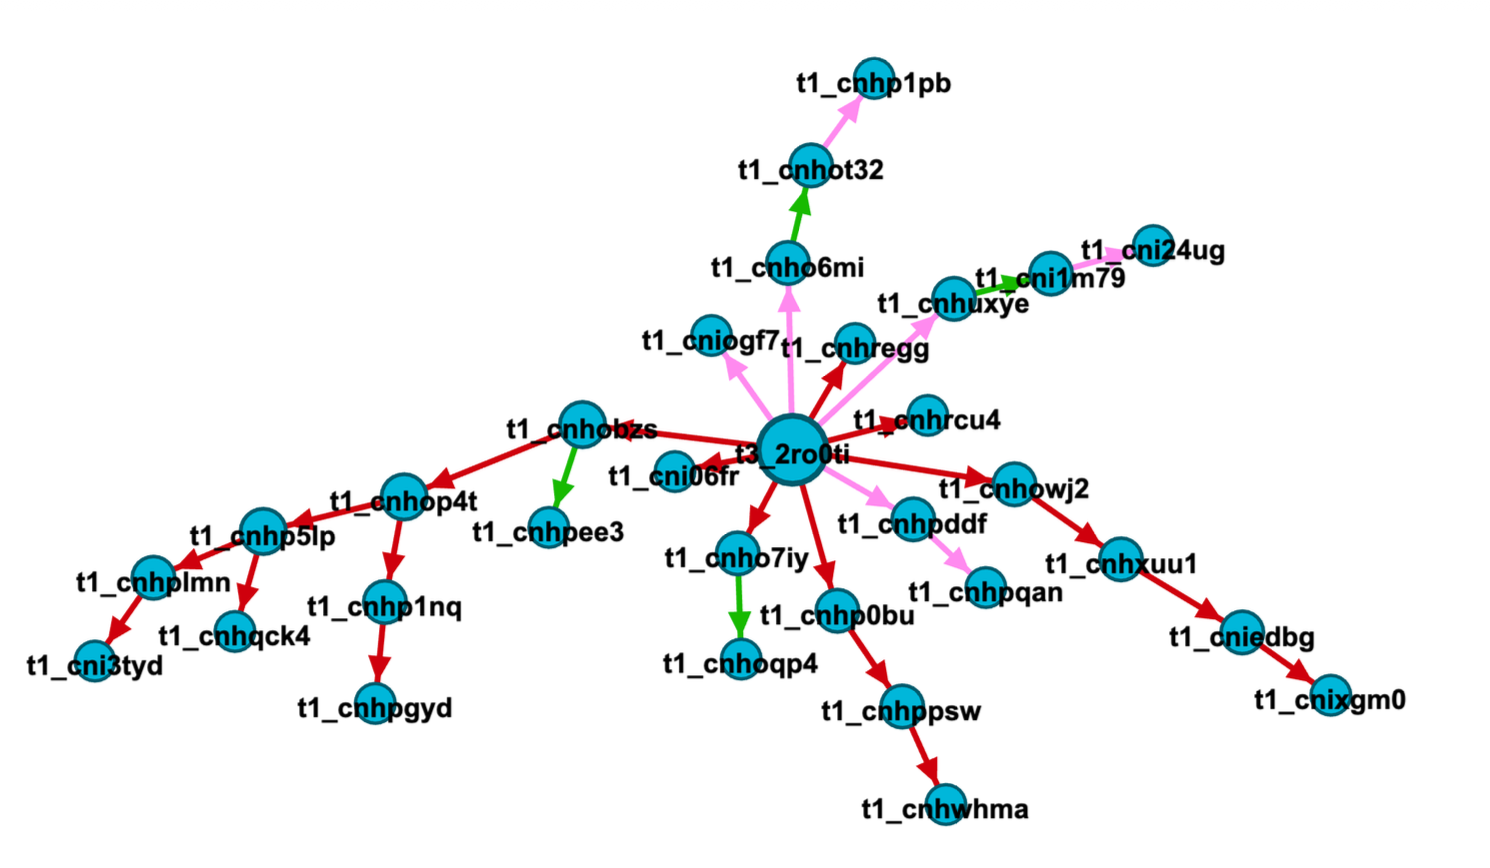 t1_cnhp1pb
t1_cnhot32
t1_cni24ug
t1_cnho6mi
t1_cni1m79
t1_cnhuxye
t1_cniogf7
t1_cnhregg
t1_cnhrcu4
t1_cnhobzs
t3_2ro0ti
t1_cni06fr
t1_cnhowj2
t1_cnhop4t
t1_cnhpddf
t1_cnhpee3
t1_cnhp5lp
t1_cnho7iy
t1_cnhxuu1
t1_cnhplmn
t1_cnhpqan
t1_cnhp1nq
t1_cnhp0bu
t1_cnhqck4
t1_cniedbg
t1_cnhoqp4
t1_cni3tyd
t1_cnixgm0
t1_cnhpgyd
t1_cnhppsw
t1_cnhwhma